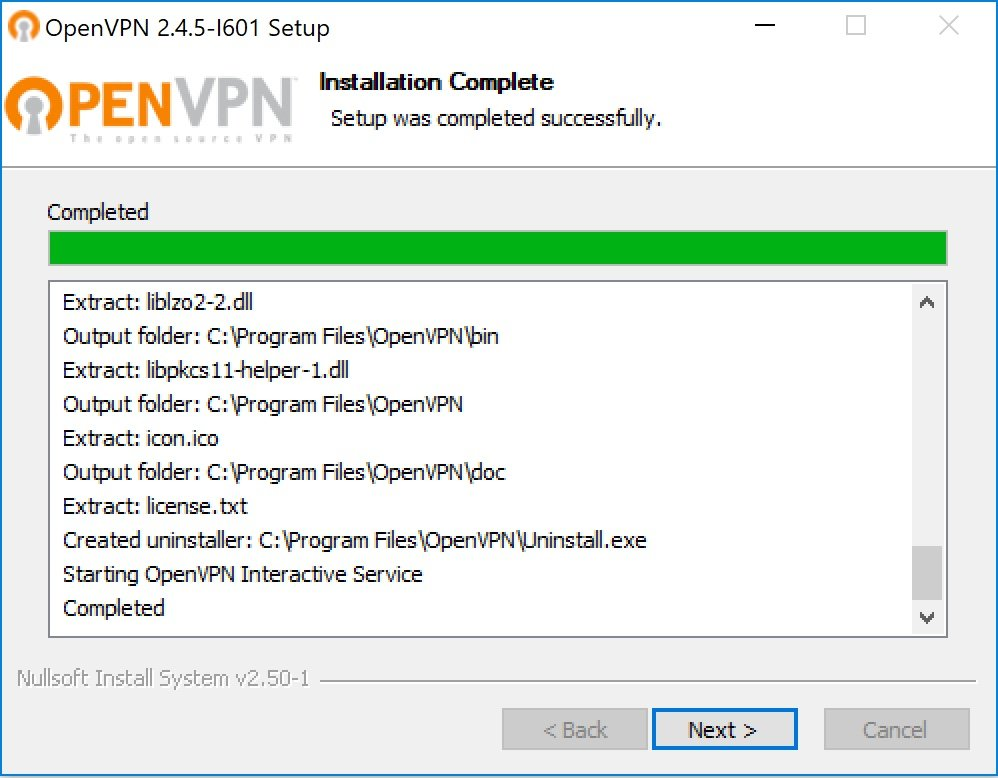 OpenVPN 2.4.5-I601 Setup
OPENVPN
The open source VPN
Installation Complete
Setup was completed successfully.
Completed
Extract: liblzo2-2.dll
Output folder: C:\Program Files\OpenVPN\bin
Extract: libpkcs11-helper-1.dll
Output folder: C:\Program Files\OpenVPN
Extract: icon.ico
Output folder: C:\Program Files\OpenVPN\doc
Extract: license.txt
Created uninstaller: C:\Program Files\OpenVPN\Uninstall.exe
Starting OpenVPN Interactive Service
Completed
Nullsoft Install System v2.50-1
< Back Next > Cancel